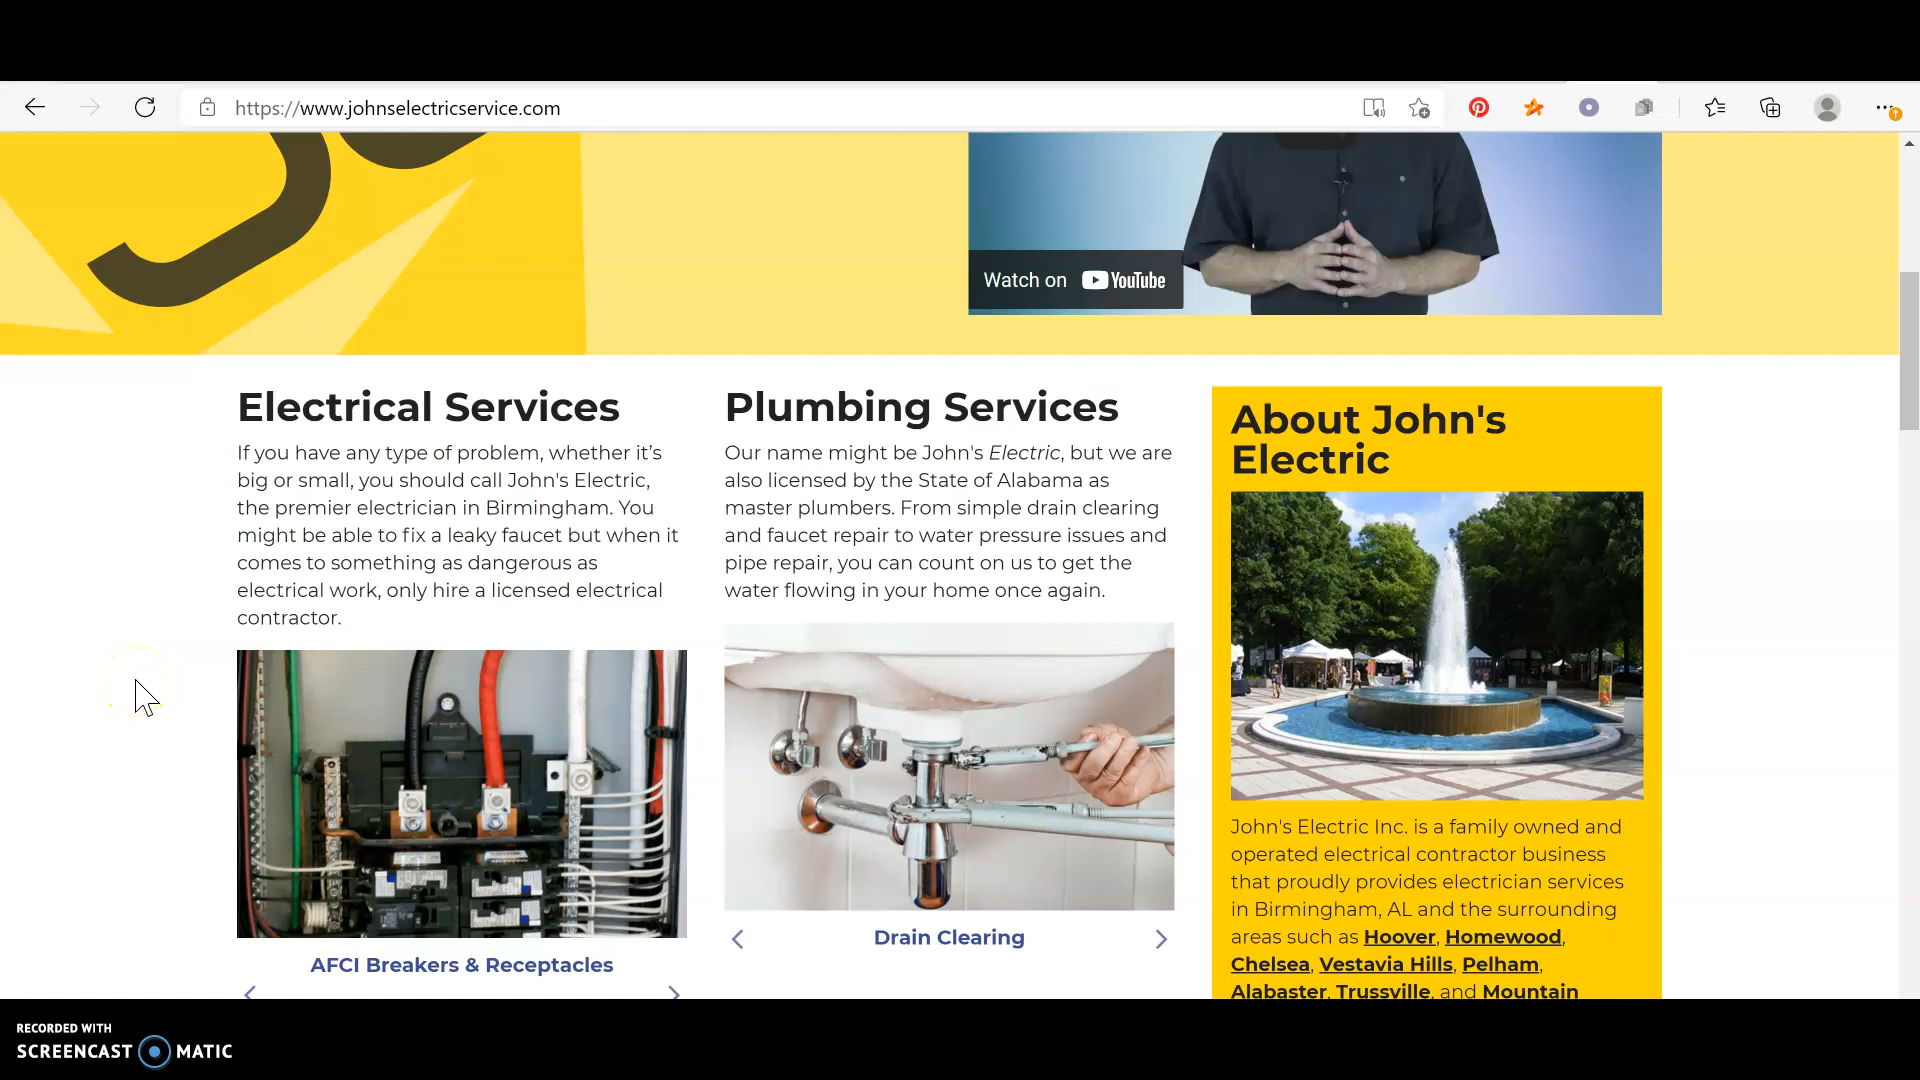 https://www.johnselectricservice.com
Watch on YouTube
Electrical Services
If you have any type of problem, whether it’s
big or small, you should call John's Electric,
the premier electrician in Birmingham. You
might be able to fix a leaky faucet but when it
comes to something as dangerous as
electrical work, only hire a licensed electrical
contractor.
AFCI Breakers & Receptacles
Plumbing Services
Our name might be John's Electric, but we are
also licensed by the State of Alabama as
master plumbers. From simple drain clearing
and faucet repair to water pressure issues and
pipe repair, you can count on us to get the
water flowing in your home once again.
Drain Clearing
About John's
Electric
John's Electric Inc. is a family owned and
operated electrical contractor business
that proudly provides electrician services
in Birmingham, AL and the surrounding
areas such as Hoover, Homewood,
Chelsea, Vestavia Hills, Pelham,
Alabaster, Trussville, and Mountain
RECORDED WITH
SCREENCAST MATIC